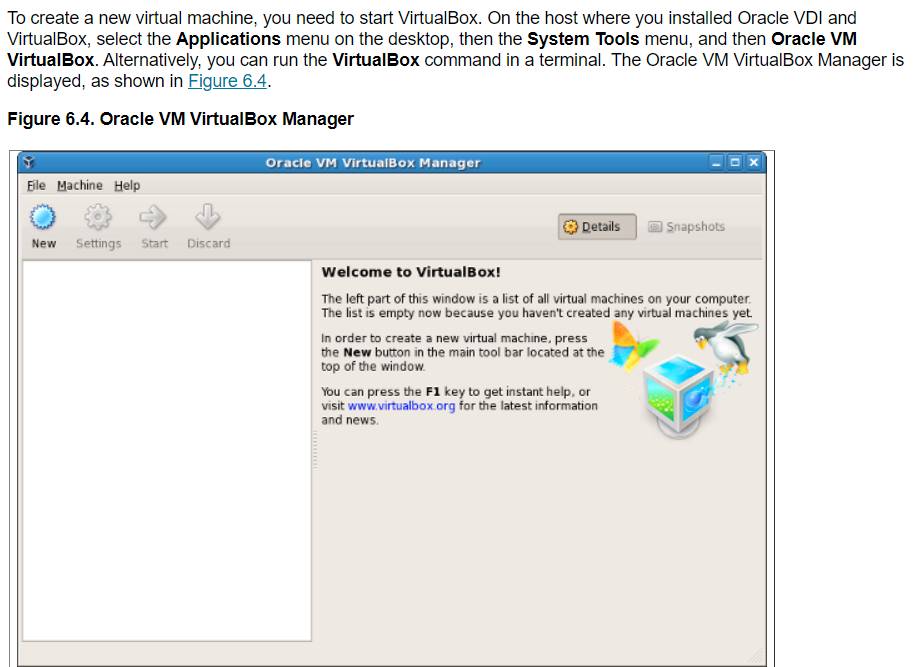 To create a new virtual machine, you need to start VirtualBox. On the host where you installed Oracle VDI and
VirtualBox, select the Applications menu on the desktop, then the System Tools menu, and then Oracle VM
VirtualBox. Alternatively, you can run the VirtualBox command in a terminal. The Oracle VM VirtualBox Manager is
displayed, as shown in Figure 6.4.
Figure 6.4. Oracle VM VirtualBox Manager
Oracle VM VirtualBox Manager
File Machine Help
New Settings Start Discard
Details Snapshots
Welcome to VirtualBox!
The left part of this window is a list of all virtual machines on your computer.
The list is empty now because you haven't created any virtual machines yet.
In order to create a new virtual machine, press
the New button in the main tool bar located at the
top of the window.
You can press the F1 key to get instant help, or
visit www.virtualbox.org for the latest information
and news.